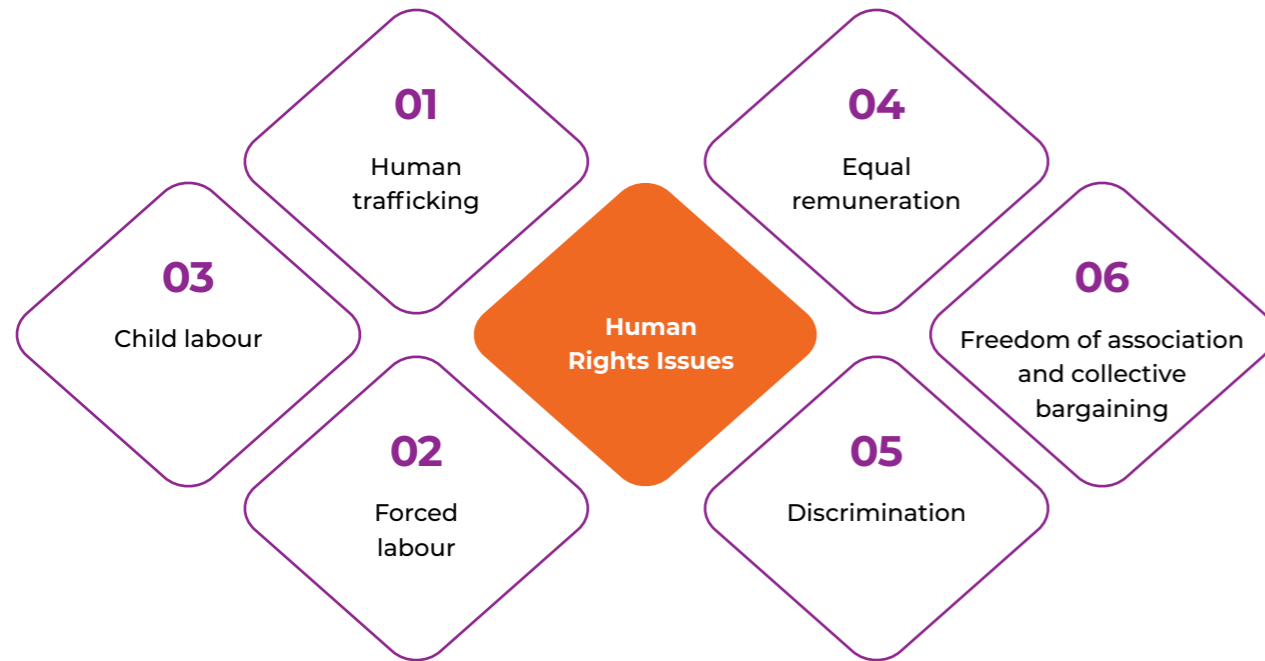 01
Human
trafficking
02
Forced
labour
03
Child labour
Human
Rights Issues
04
Equal
remuneration
05
Discrimination
06
Freedom of association
and collective
bargaining